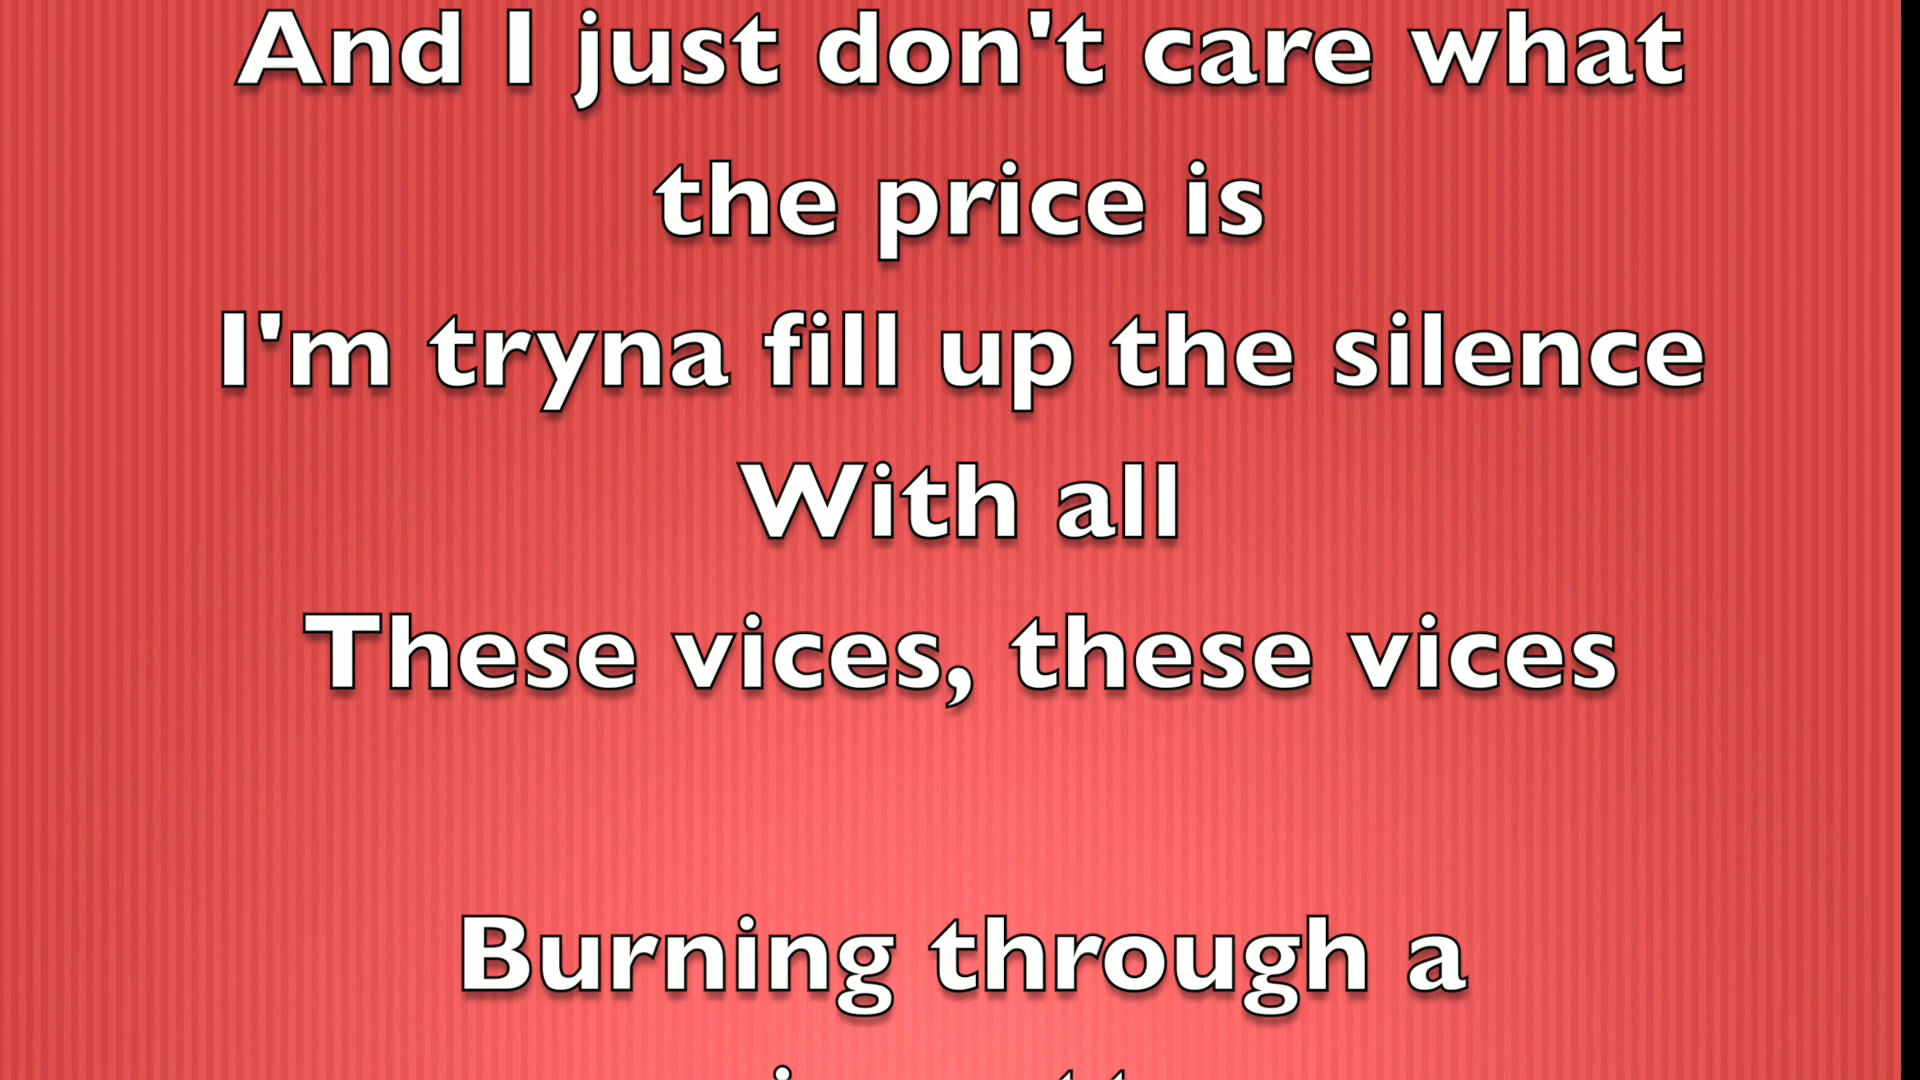 And I just don't care what
the price is
I'm tryna fill up the silence
With all
These vices, these vices
Burning through a